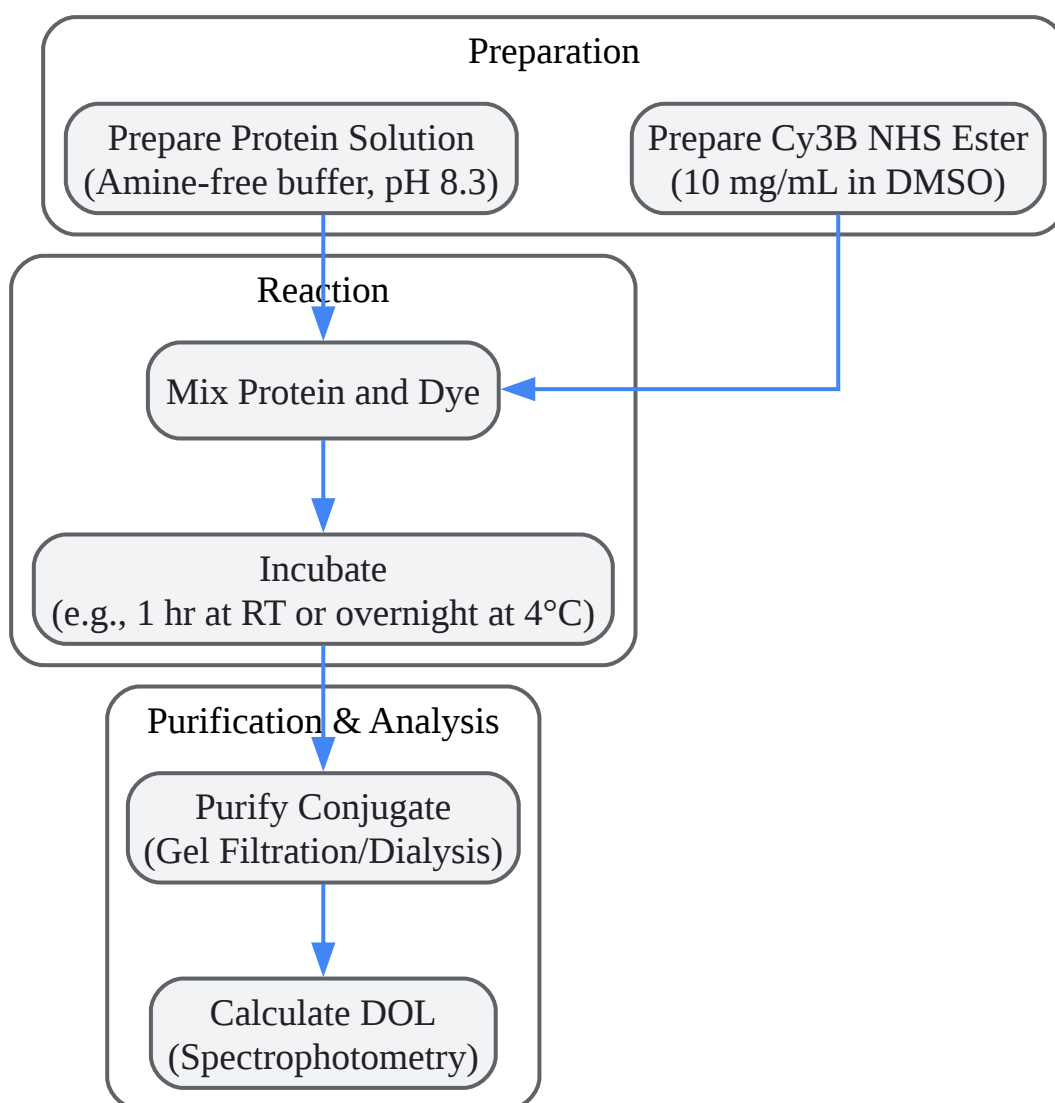 Preparation
Prepare Protein Solution
(Amine-free buffer, pH 8.3)
Prepare Cy3B NHS Ester
(10 mg/mL in DMSO)
Reaction
Mix Protein and Dye
Incubate
(e.g., 1 hr at RT or overnight at 4°C)
Purification & Analysis
Purify Conjugate
(Gel Filtration/Dialysis)
Calculate DOL
(Spectrophotometry)